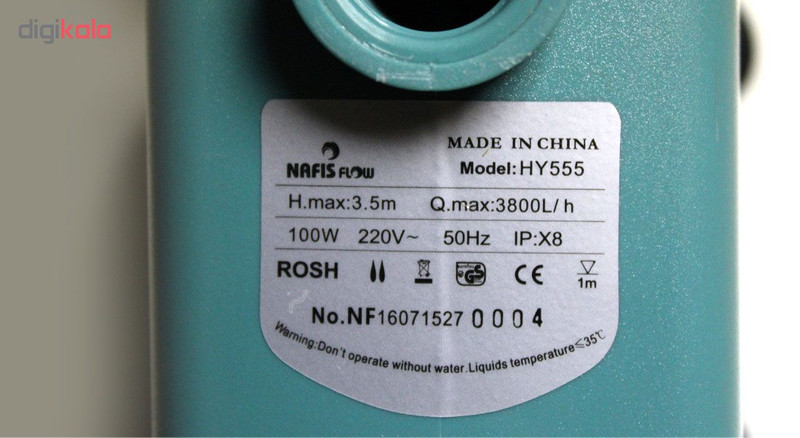 digikala
MADE IN CHINA
NAFIS FLOW
Model:HY555
H.max:3.5m Q.max:3800L/h
100W 220V~ 50Hz IP:X8
ROSH GS CE 1m
No.NF16071527 0004
Warning:Don't operate without water.Liquids temperature≤35℃